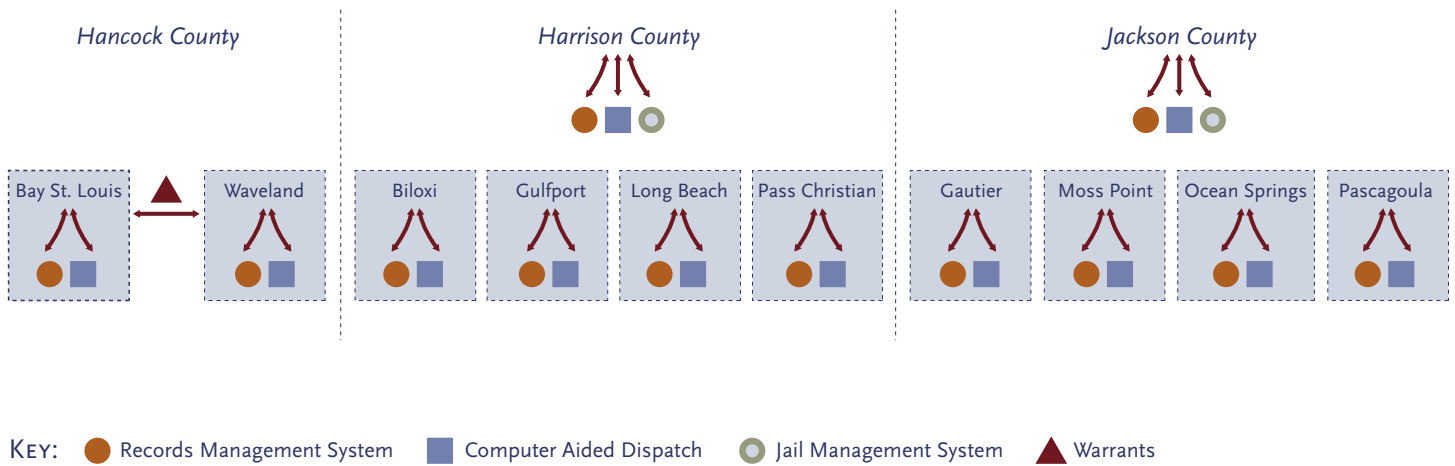 Hancock County
Harrison County
Jackson County
Bay St. Louis
Waveland
Biloxi
Gulfport
Long Beach
Pass Christian
Gautier
Moss Point
Ocean Springs
Pascagoula
KEY:
Records Management System
Computer Aided Dispatch
Jail Management System
Warrants